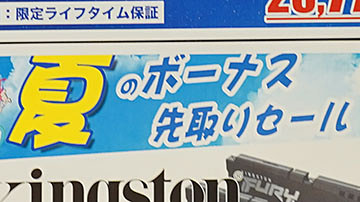 ：限定ライフタイム保証
夏のボーナス
先取りセール
Kingston
FURY